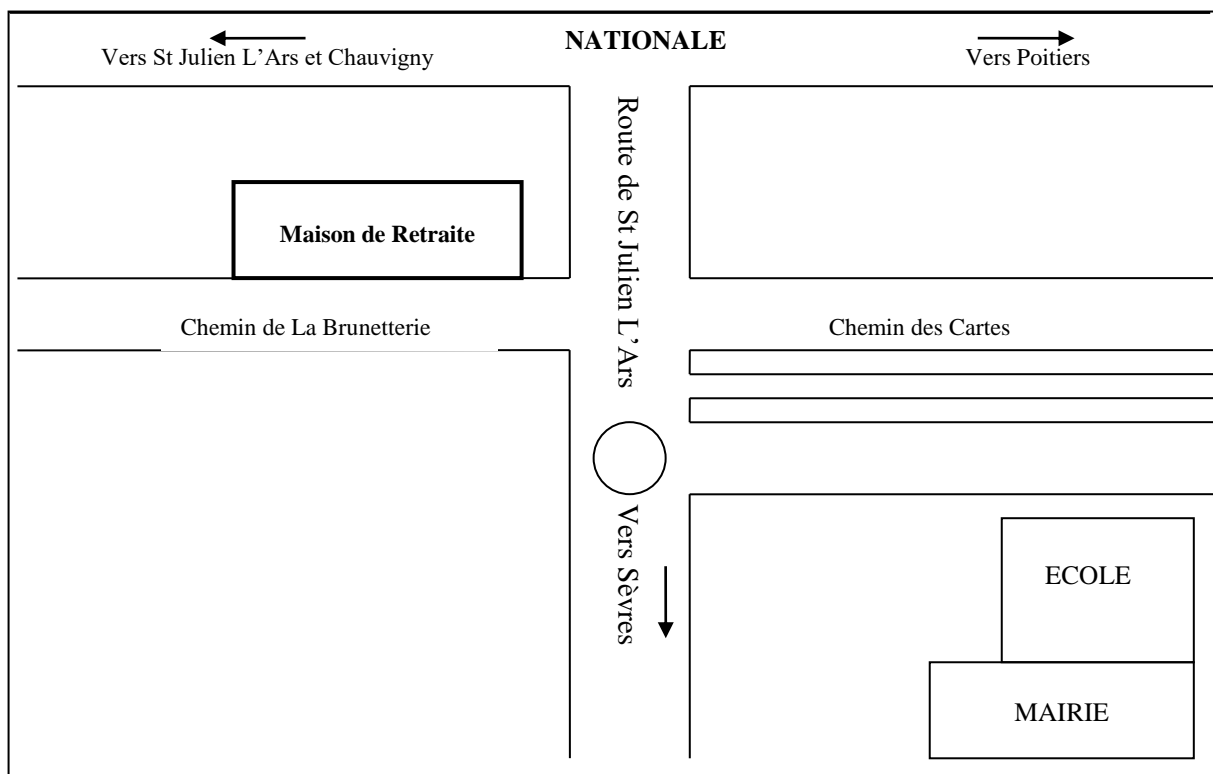 NATIONALE
Vers St Julien L’Ars et Chauvigny
Vers Poitiers
Route de St Julien L’Ars
Maison de Retraite
Chemin de La Brunetterie
Chemin des Cartes
Vers Sèvres
ECOLE
MAIRIE